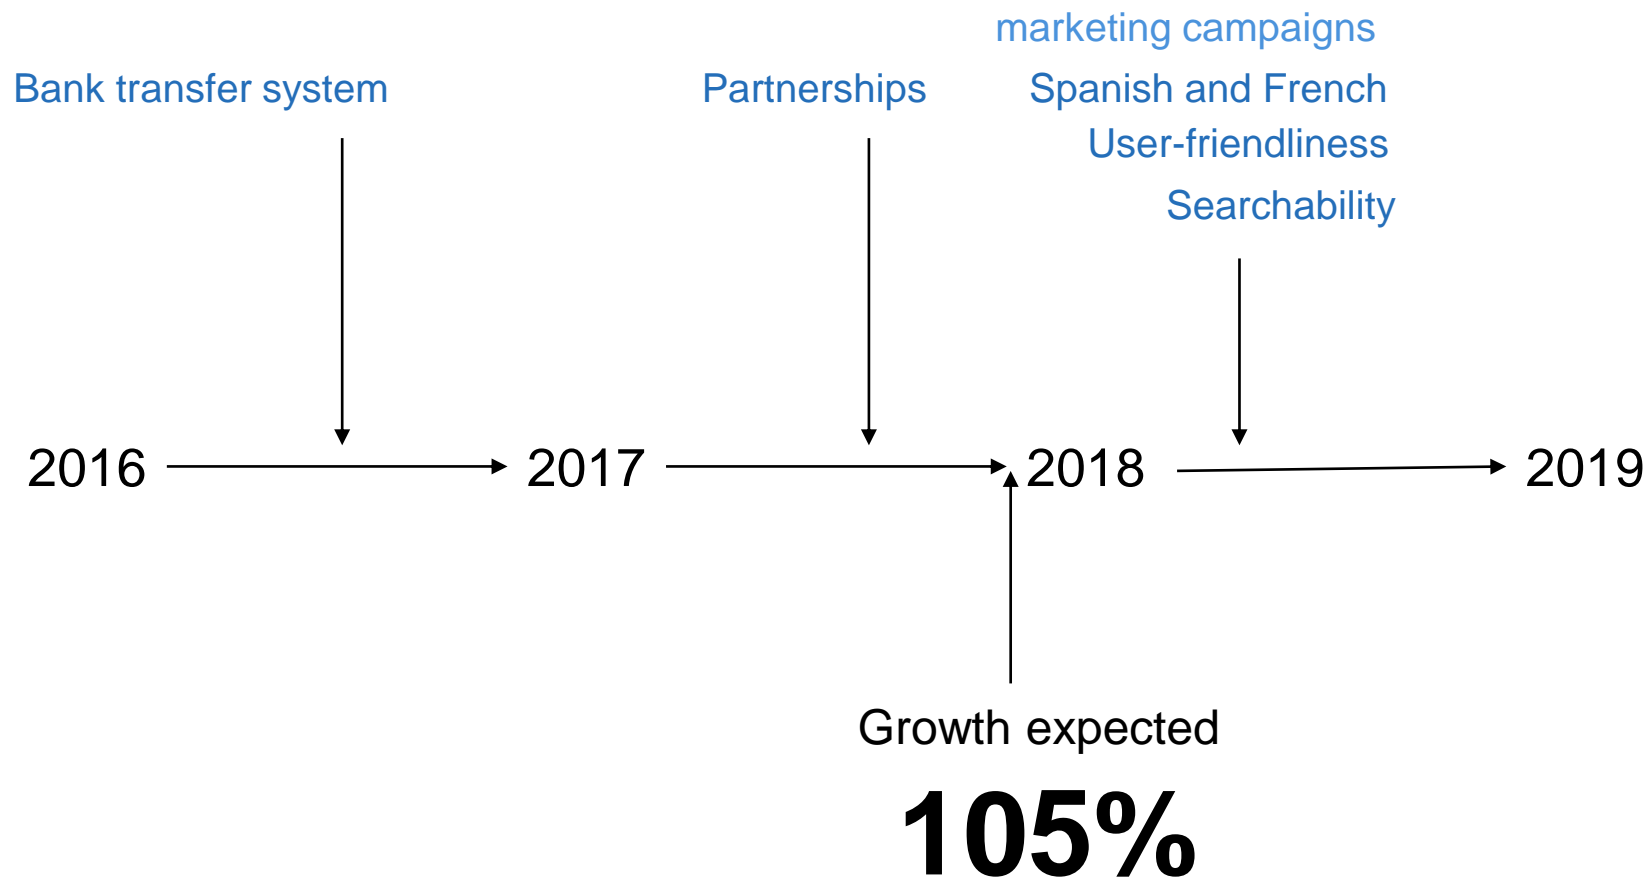 marketing campaigns
Bank transfer system
Partnerships
Spanish and French
User-friendliness
Searchability
2016
2017
2018
2019
Growth expected
105%